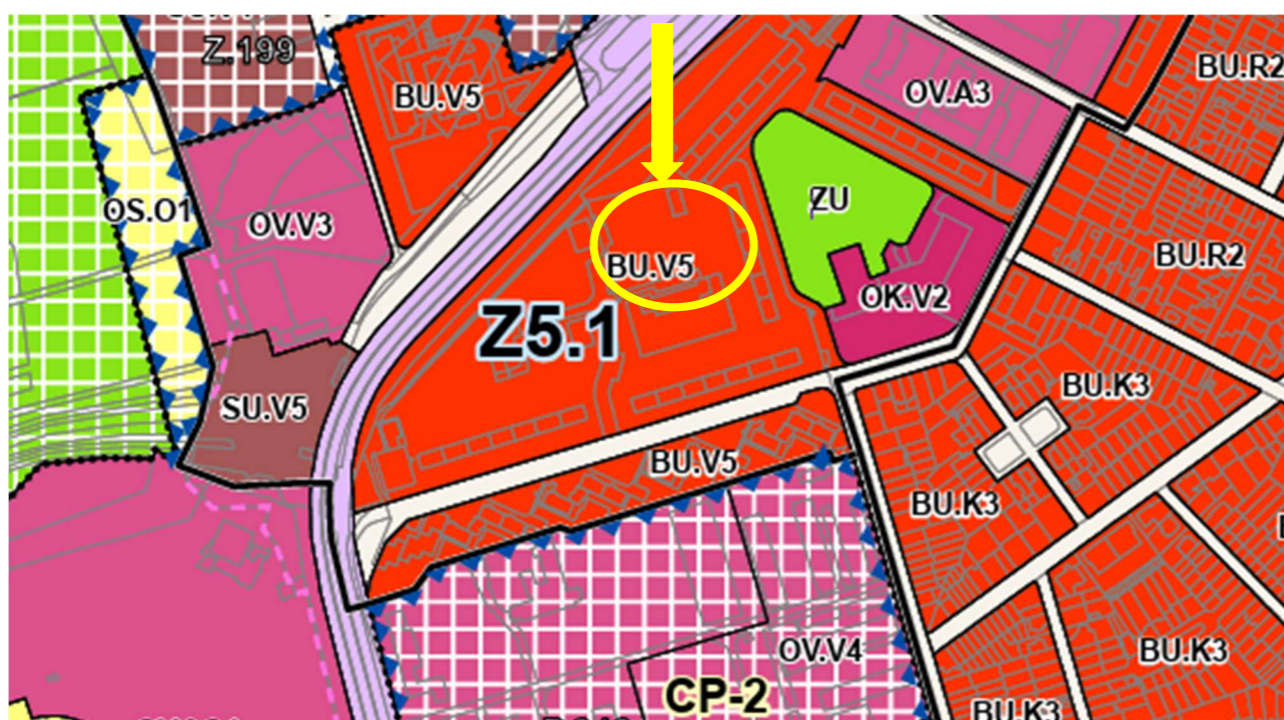 Z.199
BU.V5
OV.A3
BU.R2
OS.O1
OV.V3
ZU
BU.V5
OK.V2
BU.R2
Z5.1
SU.V5
BU.K3
BU.V5
BU.K3
OV.V4
BU.K3
CP-2
BU.K3